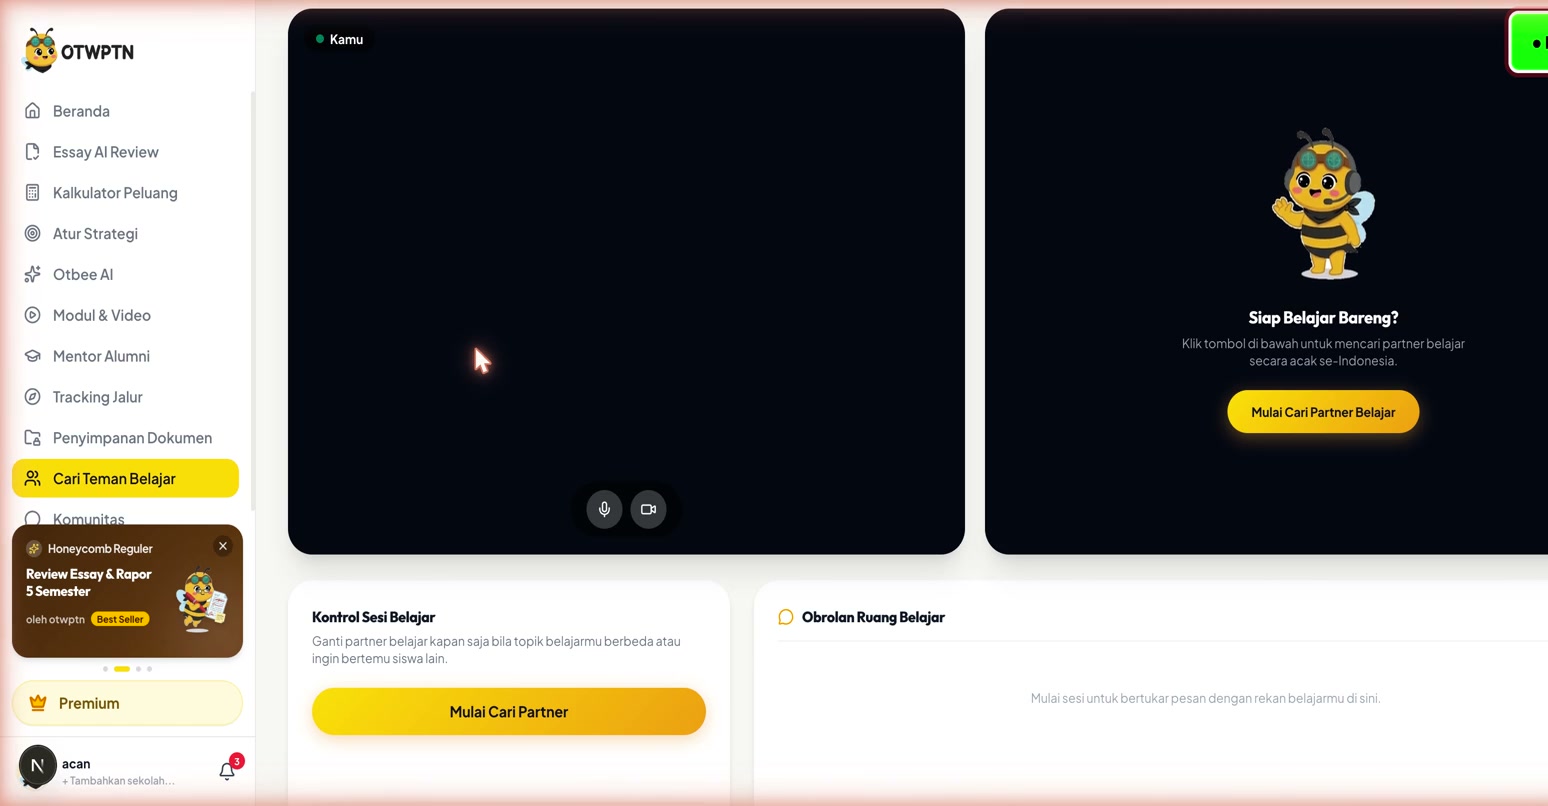 OTWPTN
Beranda
Essay AI Review
Kalkulator Peluang
Atur Strategi
Otbee AI
Modul & Video
Mentor Alumni
Tracking Jalur
Penyimpanan Dokumen
Cari Teman Belajar
Komunitas
Honeycomb Reguler
Review Essay & Rapor
5 Semester
oleh otwptn Best Seller
Premium
N
acan
+ Tambahkan sekolah...
3
Kamu
Siap Belajar Bareng?
Klik tombol di bawah untuk mencari partner belajar
secara acak se-Indonesia.
Mulai Cari Partner Belajar
Kontrol Sesi Belajar
Ganti partner belajar kapan saja bila topik belajarmu berbeda atau
ingin bertemu siswa lain.
Mulai Cari Partner
Obrolan Ruang Belajar
Mulai sesi untuk bertukar pesan dengan rekan belajarmu di sini.